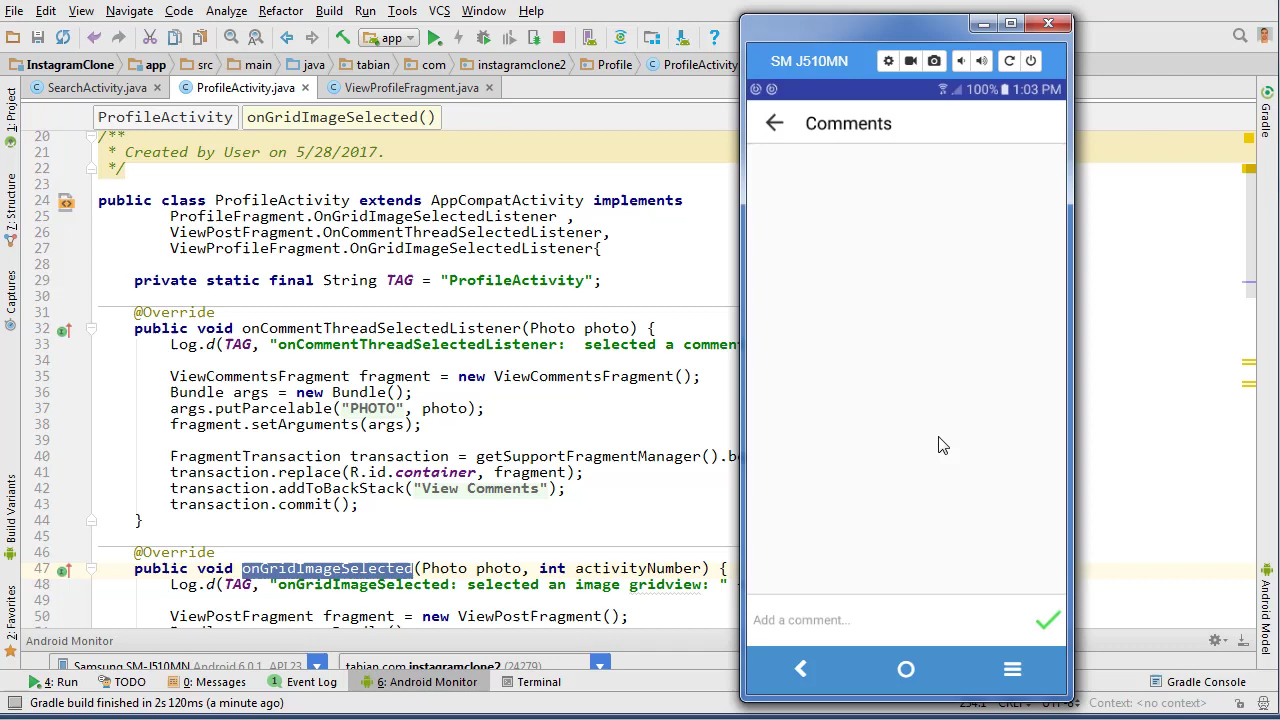 File Edit View Navigate Code Analyze Refactor Build Run Tools VCS Window Help
app
InstagramClone app src main java tabian com instagramclone2 Profile ProfileActivity
SearchActivity.java ProfileActivity.java ViewProfileFragment.java
ProfileActivity onGridImageSelected()
20 /**
21 * Created by User on 5/28/2017.
22 */
23
24 public class ProfileActivity extends AppCompatActivity implements
25 ProfileFragment.OnGridImageSelectedListener ,
26 ViewPostFragment.OnCommentThreadSelectedListener,
27 ViewProfileFragment.OnGridImageSelectedListener{
28
29 private static final String TAG = "ProfileActivity";
30
31 @Override
32 public void onCommentThreadSelectedListener(Photo photo) {
33 Log.d(TAG, "onCommentThreadSelectedListener:  selected a commen
34
35 ViewCommentsFragment fragment = new ViewCommentsFragment();
36 Bundle args = new Bundle();
37 args.putParcelable("PHOTO", photo);
38 fragment.setArguments(args);
39
40 FragmentTransaction transaction = getSupportFragmentManager().be
41 transaction.replace(R.id.container, fragment);
42 transaction.addToBackStack("View Comments");
43 transaction.commit();
44 }
45
46 @Override
47 public void onGridImageSelected(Photo photo, int activityNumber) {
48 Log.d(TAG, "onGridImageSelected: selected an image gridview: "
50 ViewPostFragment fragment = new ViewPostFragment();
Android Monitor
Samsung SM-J510MN Android 6.0.1, API 23 tabian.com.instagramclone2 (24279)
4: Run TODO 0: Messages Event Log 6: Android Monitor Terminal
Gradle Console
Gradle build finished in 2s 120ms (a minute ago)
Context: <no context>
1: Project
7: Structure
Captures
Build Variants
2: Favorites
Gradle
Android Model
SM J510MN
100% 1:03 PM
Comments
Add a comment...